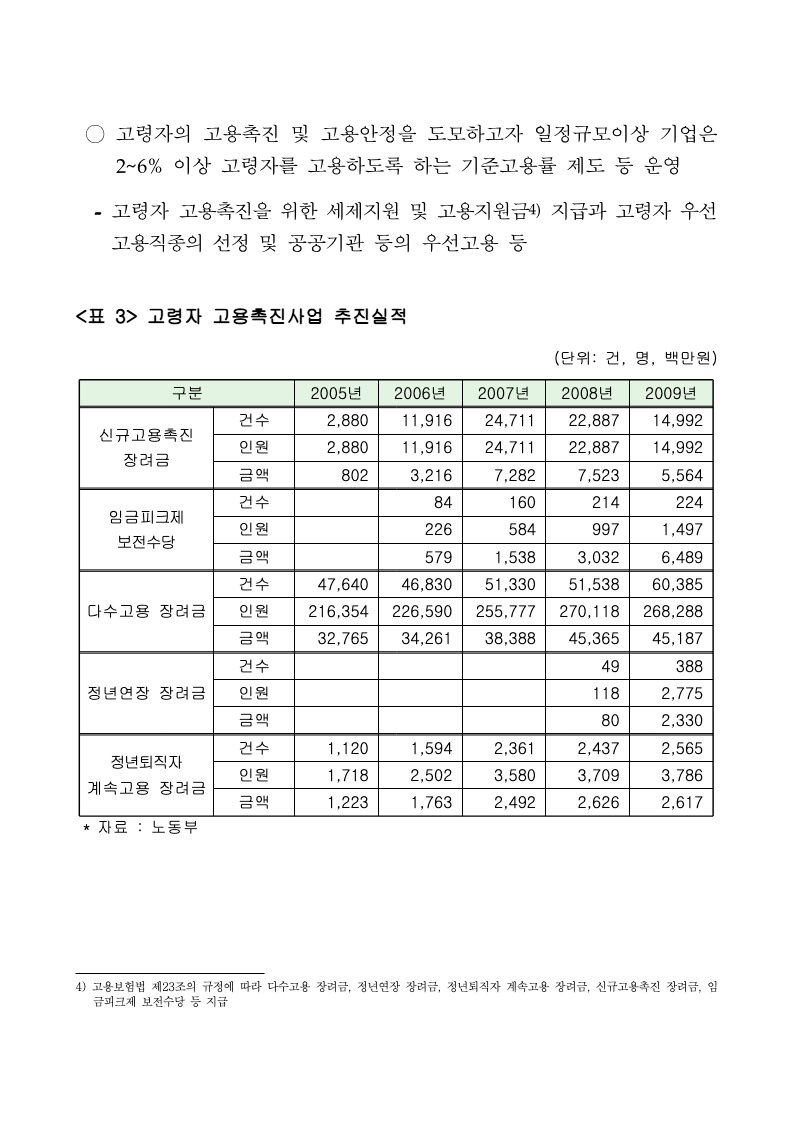 ○ 고령자의 고용촉진 및 고용안정을 도모하고자 일정규모이상 기업은
2~6% 이상 고령자를 고용하도록 하는 기준고용률 제도 등 운영
- 고령자 고용촉진을 위한 세제지원 및 고용지원금4) 지급과 고령자 우선
고용직종의 선정 및 공공기관 등의 우선고용 등
<표 3> 고령자 고용촉진사업 추진실적
(단위: 건, 명, 백만원)
구분 2005년 2006년 2007년 2008년 2009년
신규고용촉진
장려금
건수 2,880 11,916 24,711 22,887 14,992
인원 2,880 11,916 24,711 22,887 14,992
금액 802 3,216 7,282 7,523 5,564
임금피크제
보전수당
건수 84 160 214 224
인원 226 584 997 1,497
금액 579 1,538 3,032 6,489
다수고용 장려금
건수 47,640 46,830 51,330 51,538 60,385
인원 216,354 226,590 255,777 270,118 268,288
금액 32,765 34,261 38,388 45,365 45,187
정년연장 장려금
건수 49 388
인원 118 2,775
금액 80 2,330
정년퇴직자
계속고용 장려금
건수 1,120 1,594 2,361 2,437 2,565
인원 1,718 2,502 3,580 3,709 3,786
금액 1,223 1,763 2,492 2,626 2,617
* 자료 : 노동부
4) 고용보험법 제23조의 규정에 따라 다수고용 장려금, 정년연장 장려금, 정년퇴직자 계속고용 장려금, 신규고용촉진 장려금, 임
금피크제 보전수당 등 지급